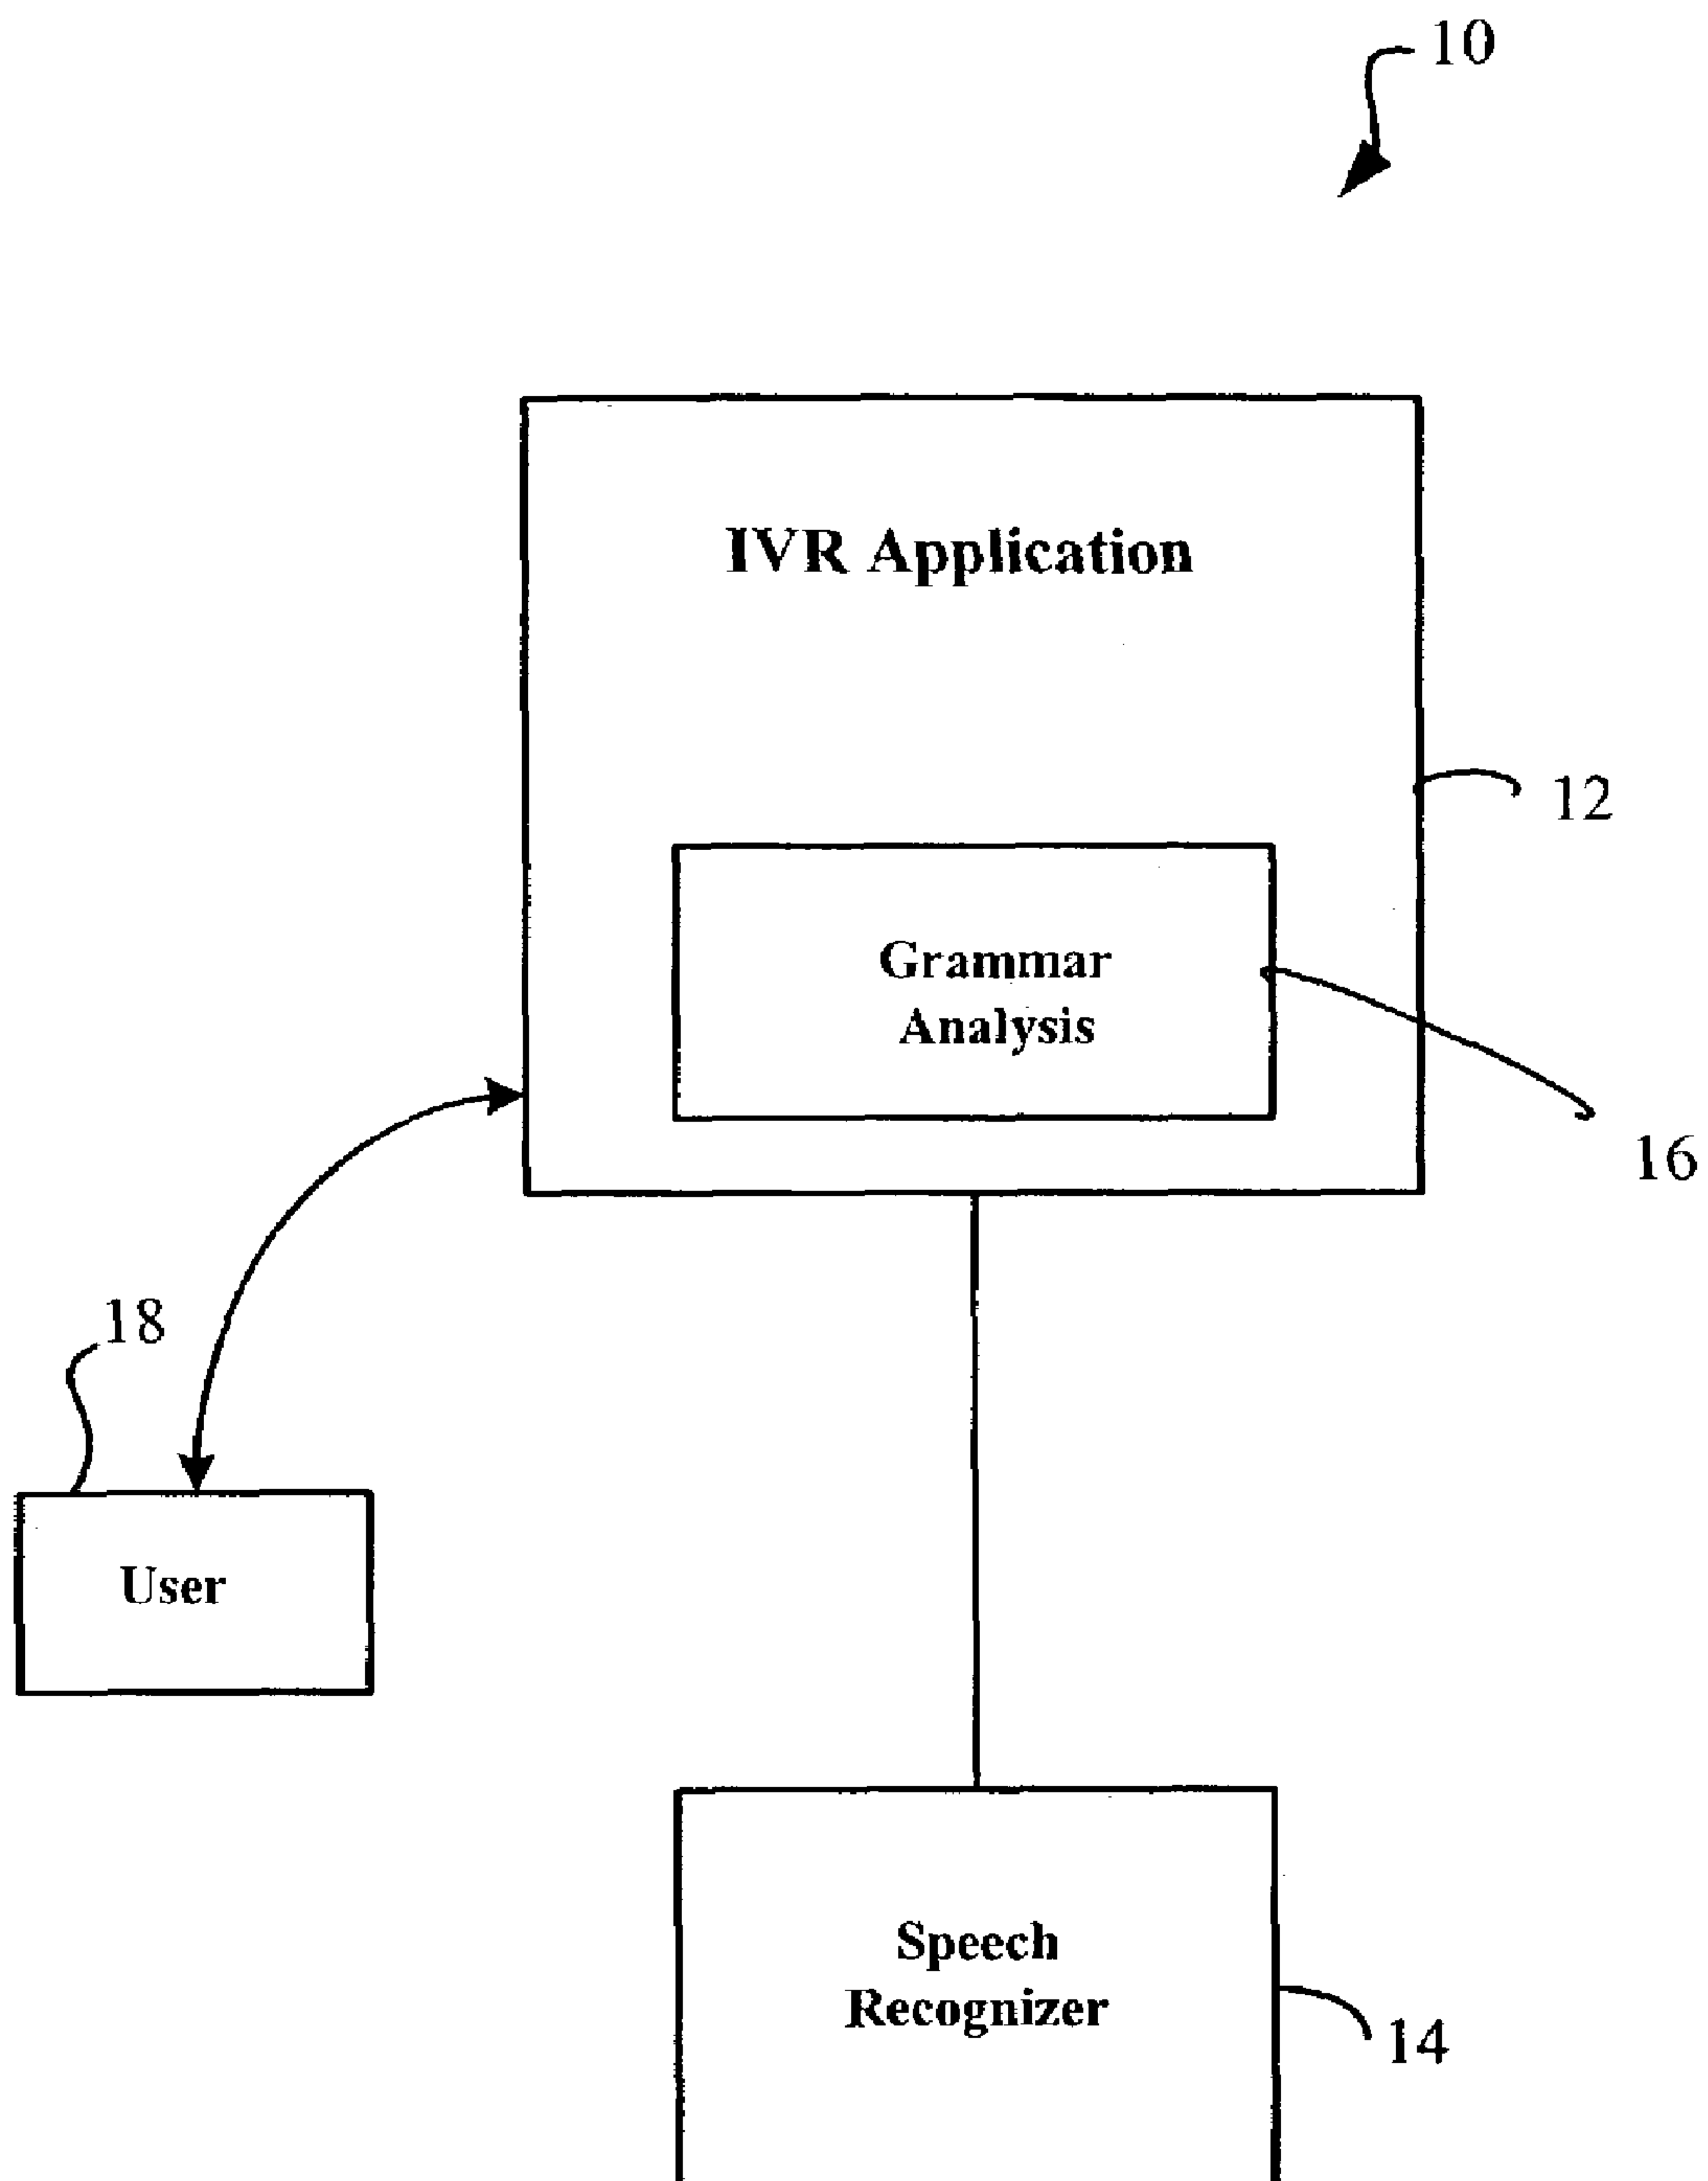 10
IVR Application
12
Grammar
Analysis
16
18
User
Speech
Recognizer
14